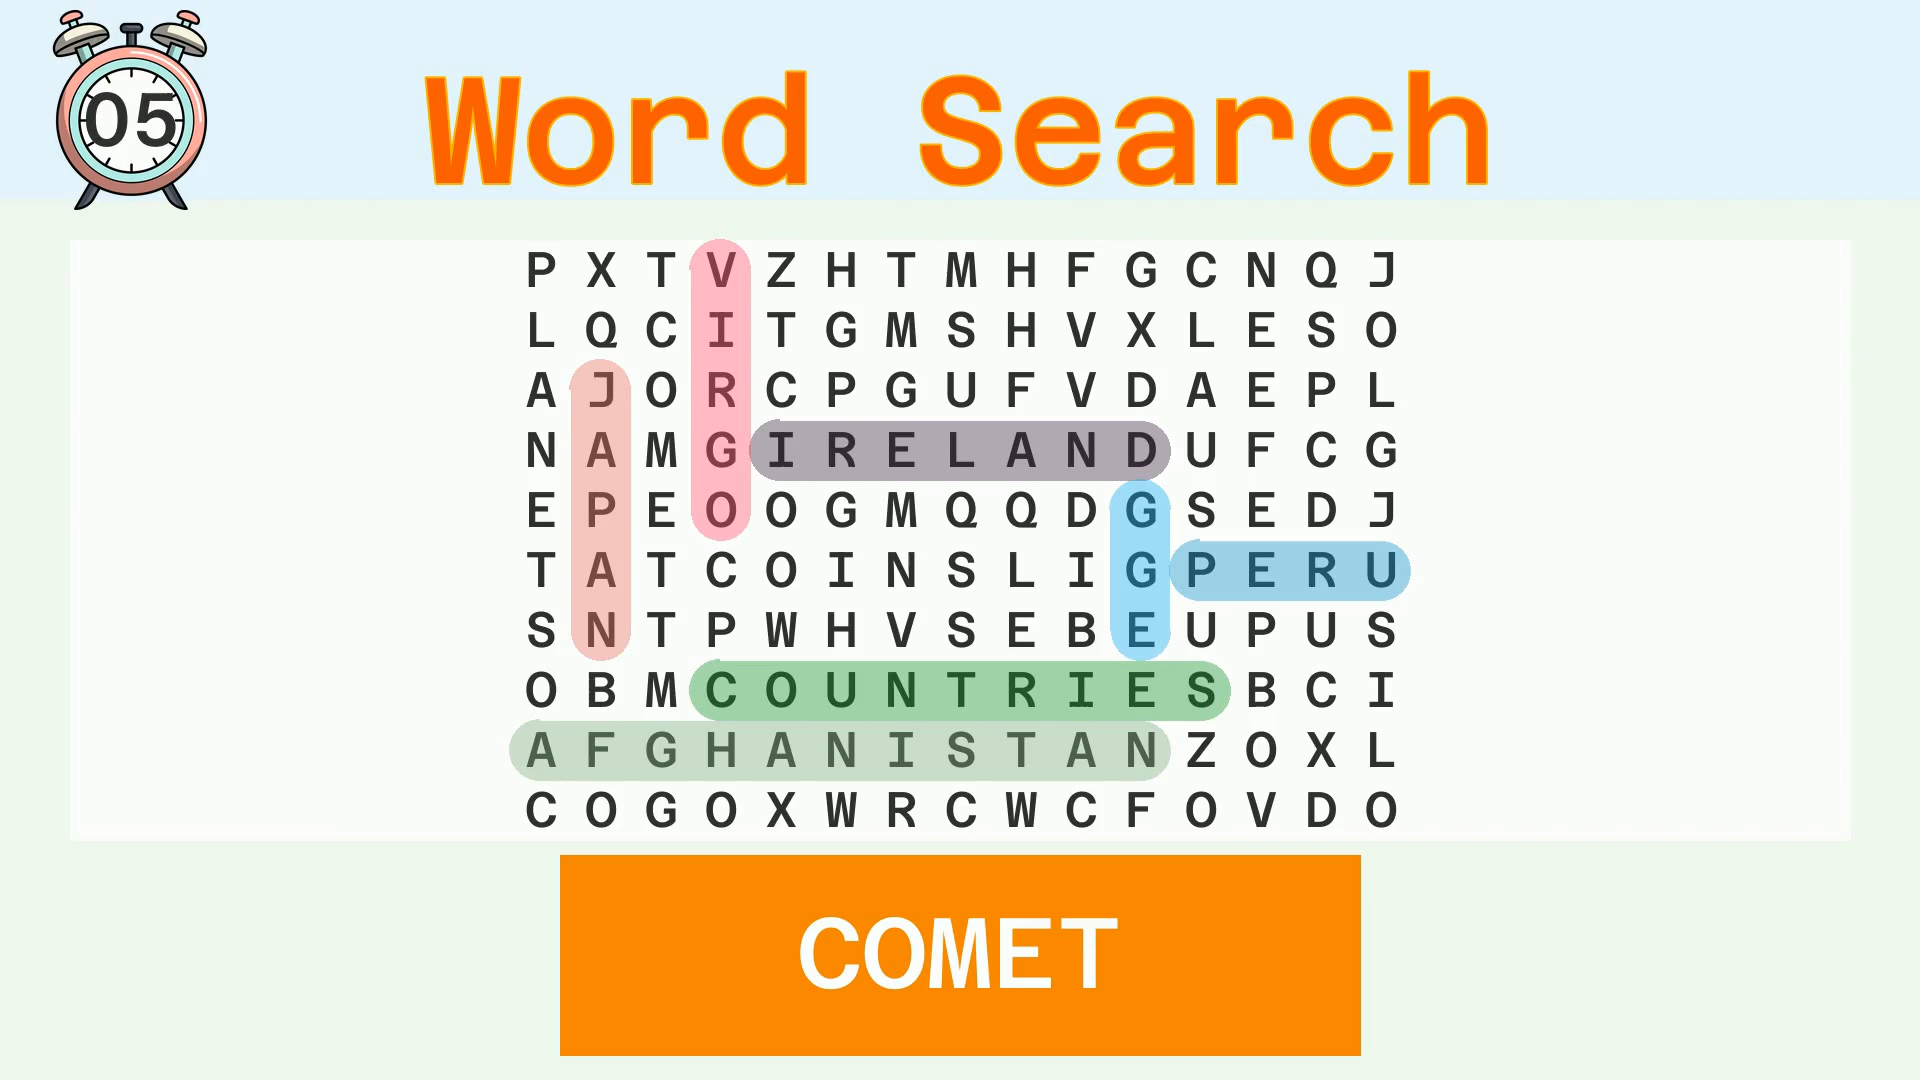 05
Word Search
P X T V Z H T M H F G C N Q J
L Q C I T G M S H V X L E S O
A J O R C P G U F V D A E P L
N A M G I R E L A N D U F C G
E P E O O G M Q Q D G S E D J
T A T C O I N S L I G P E R U
S N T P W H V S E B E U P U S
O B M C O U N T R I E S B C I
A F G H A N I S T A N Z O X L
C O G O X W R C W C F O V D O
COMET